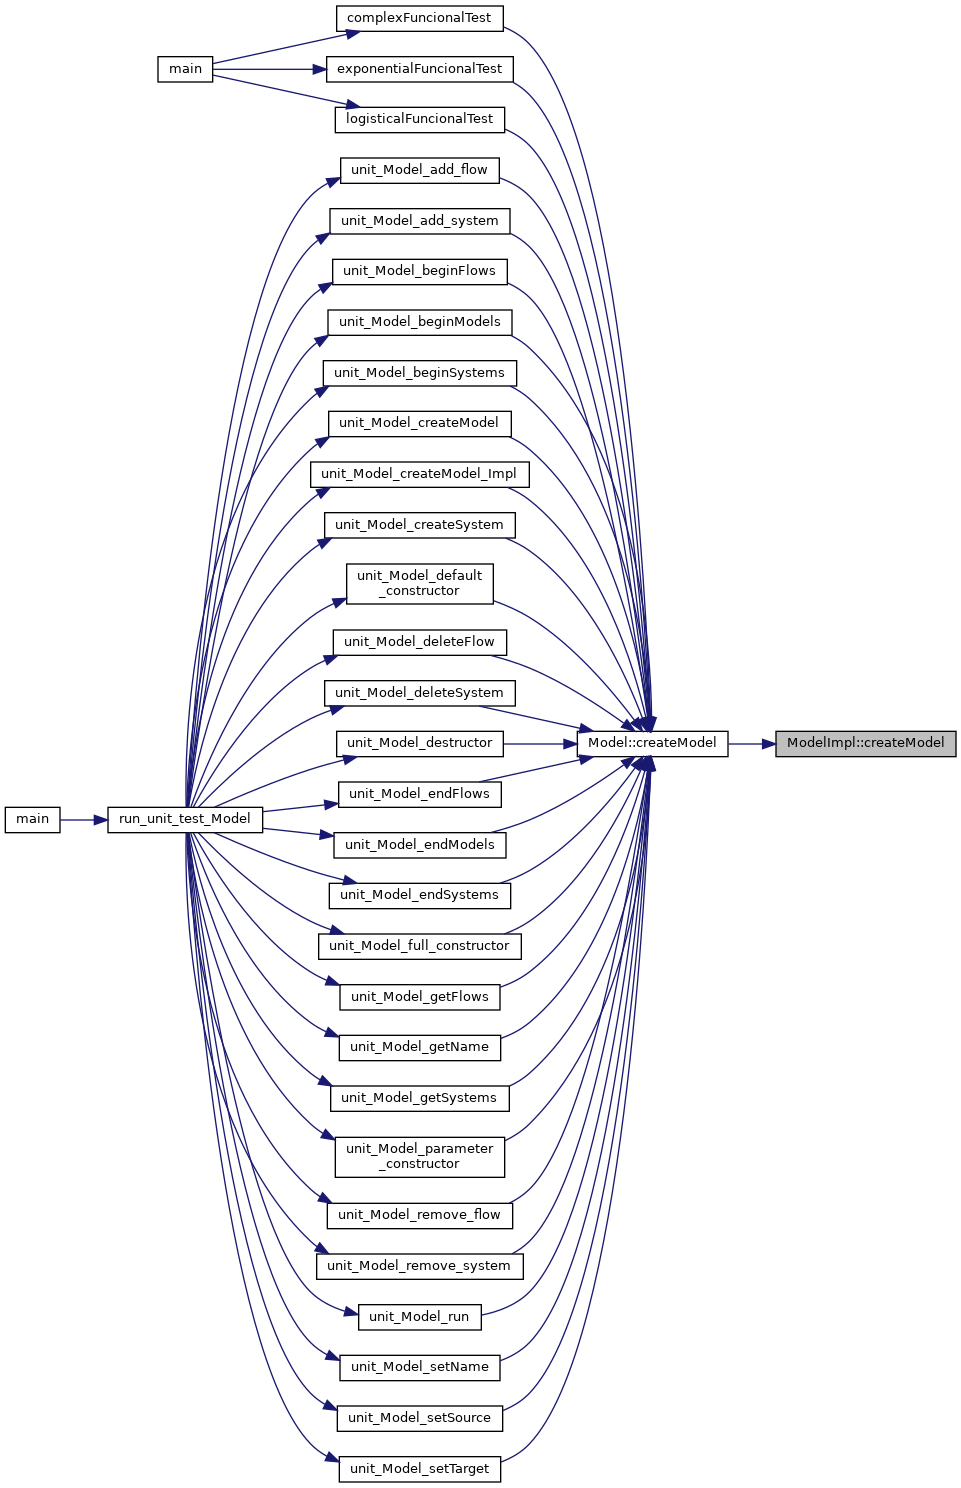 complexFuncionalTest
main
exponentialFuncionalTest
logisticalFuncionalTest
unit_Model_add_flow
unit_Model_add_system
unit_Model_beginFlows
unit_Model_beginModels
unit_Model_beginSystems
unit_Model_createModel
unit_Model_createModel_Impl
unit_Model_createSystem
unit_Model_default
_constructor
unit_Model_deleteFlow
unit_Model_deleteSystem
unit_Model_destructor
Model::createModel
ModelImpl::createModel
unit_Model_endFlows
main
run_unit_test_Model
unit_Model_endModels
unit_Model_endSystems
unit_Model_full_constructor
unit_Model_getFlows
unit_Model_getName
unit_Model_getSystems
unit_Model_parameter
_constructor
unit_Model_remove_flow
unit_Model_remove_system
unit_Model_run
unit_Model_setName
unit_Model_setSource
unit_Model_setTarget